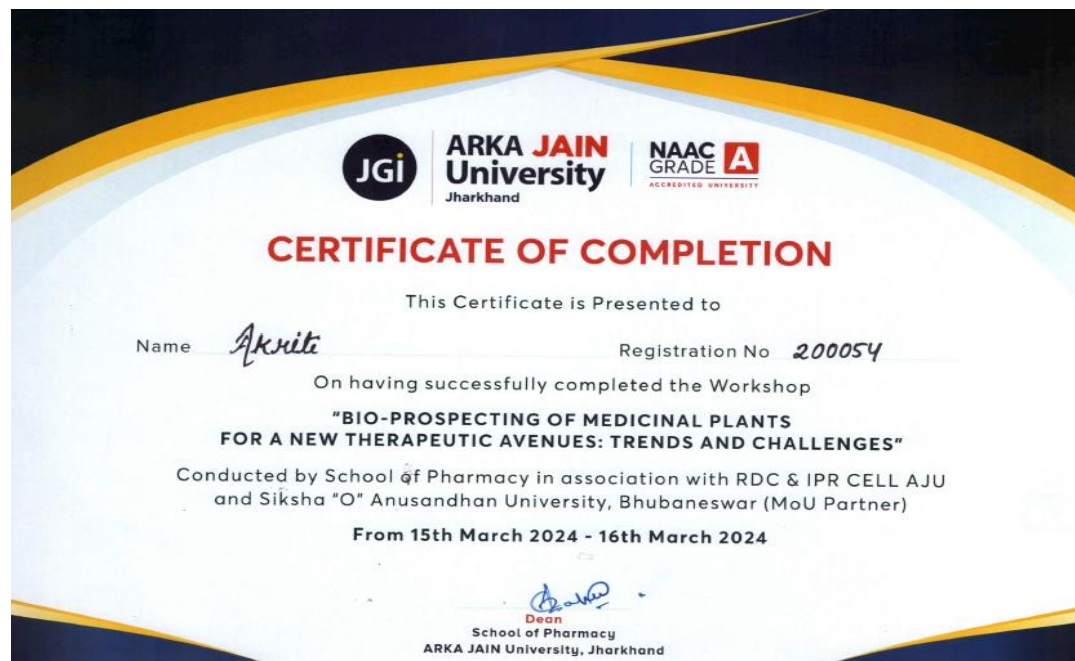 JGi
ARKA JAIN
University
Jharkhand
NAAC
GRADE A
ACCREDITED UNIVERSITY
CERTIFICATE OF COMPLETION
This Certificate is Presented to
Name Akriti Registration No 200054
On having successfully completed the Workshop
"BIO-PROSPECTING OF MEDICINAL PLANTS
FOR A NEW THERAPEUTIC AVENUES: TRENDS AND CHALLENGES"
Conducted by School of Pharmacy in association with RDC & IPR CELL AJU
and Siksha "O" Anusandhan University, Bhubaneswar (MoU Partner)
From 15th March 2024 - 16th March 2024
Dean
School of Pharmacy
ARKA JAIN University, Jharkhand